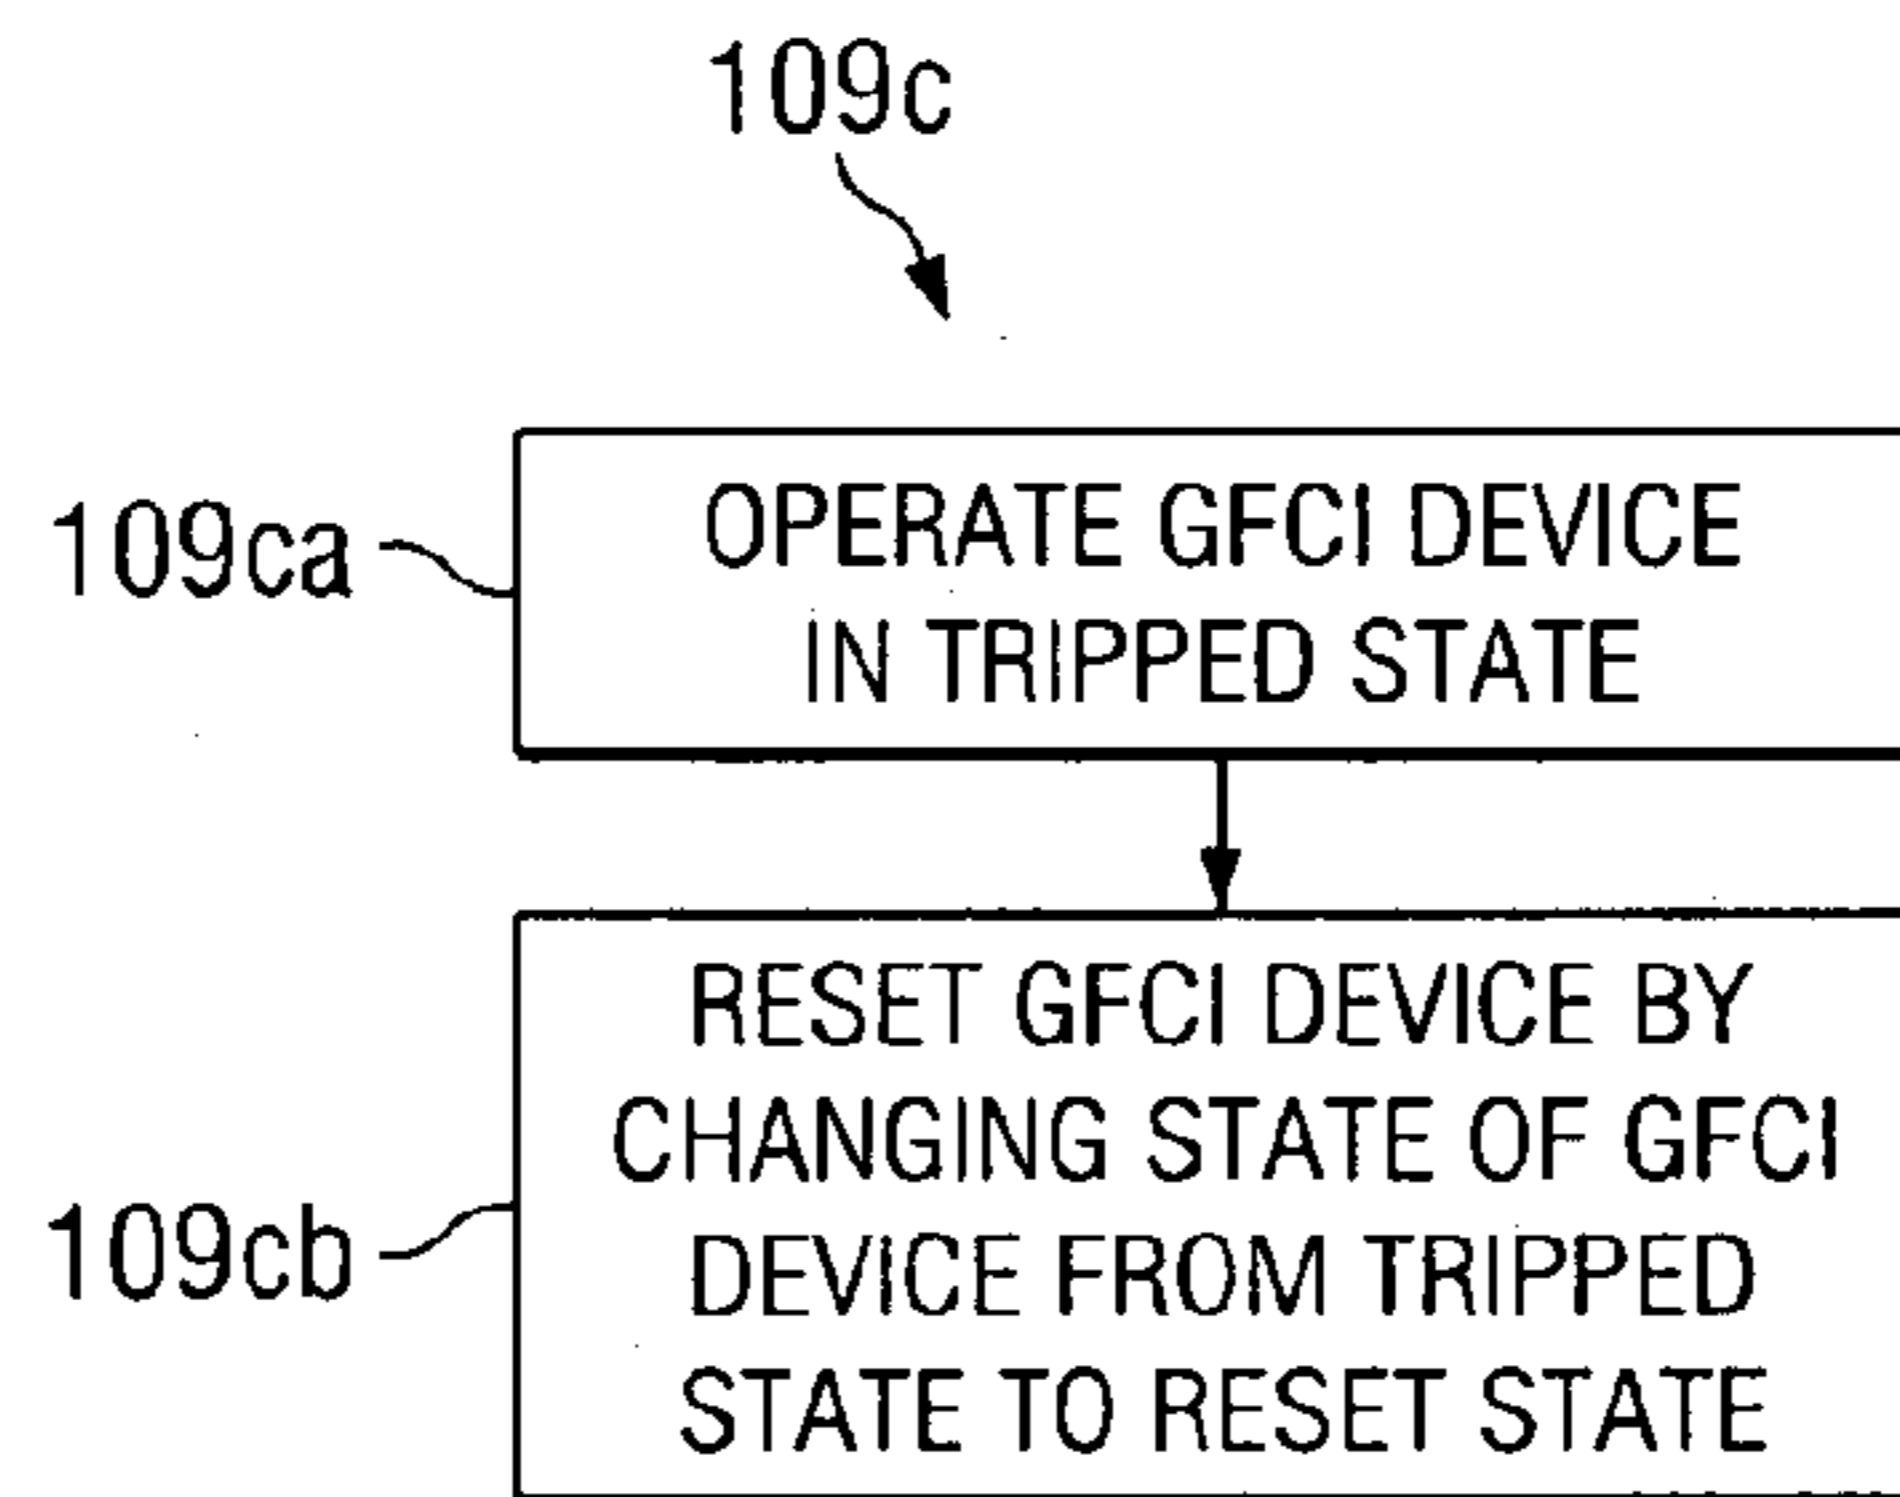 109c
109ca
OPERATE GFCI DEVICE
IN TRIPPED STATE
109cb
RESET GFCI DEVICE BY
CHANGING STATE OF GFCI
DEVICE FROM TRIPPED
STATE TO RESET STATE